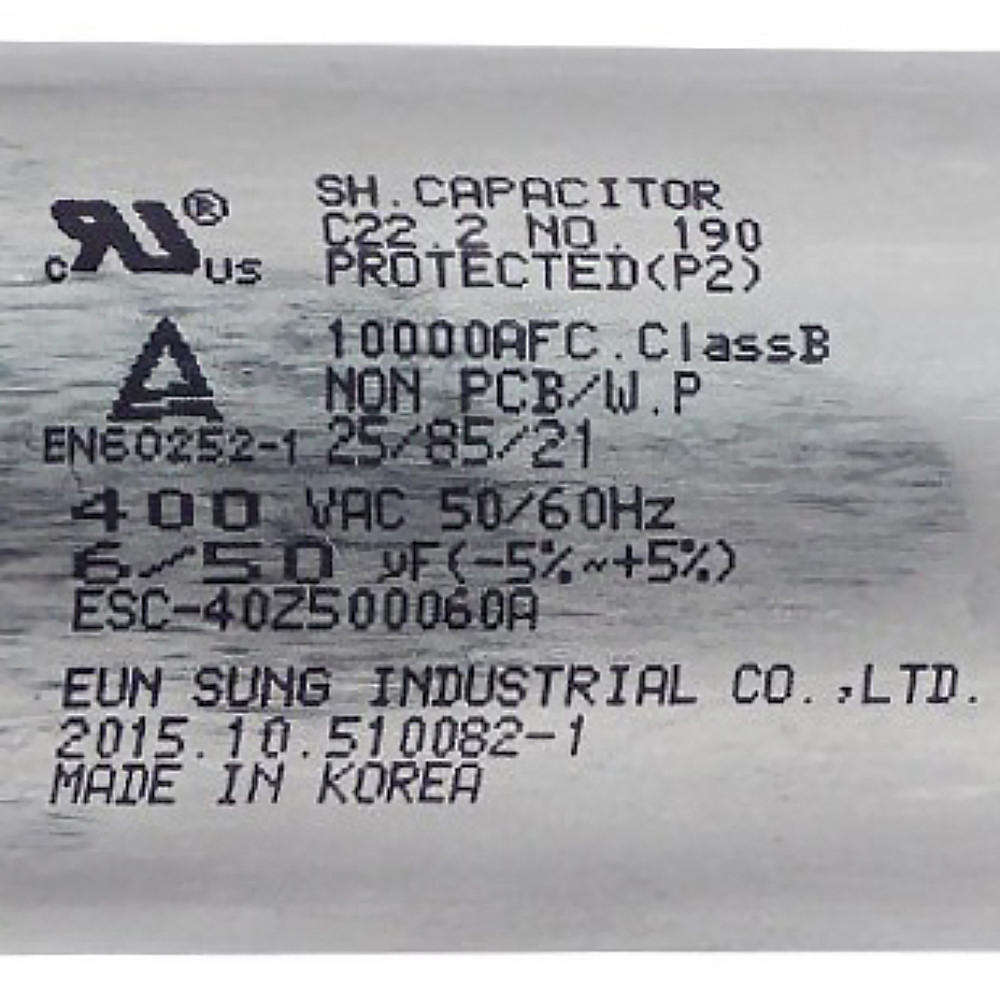 SH.CAPACITOR
C22.2 NO. 190
PROTECTED(P2)
c RU® US
10000AFC.ClassB
NON PCB/W.P
EN60252-1 25/85/21
400 VAC 50/60Hz
6/50 μF(-5%~+5%)
ESC-40Z500060A
EUN SUNG INDUSTRIAL CO.,LTD.
2015.10.510082-1
MADE IN KOREA